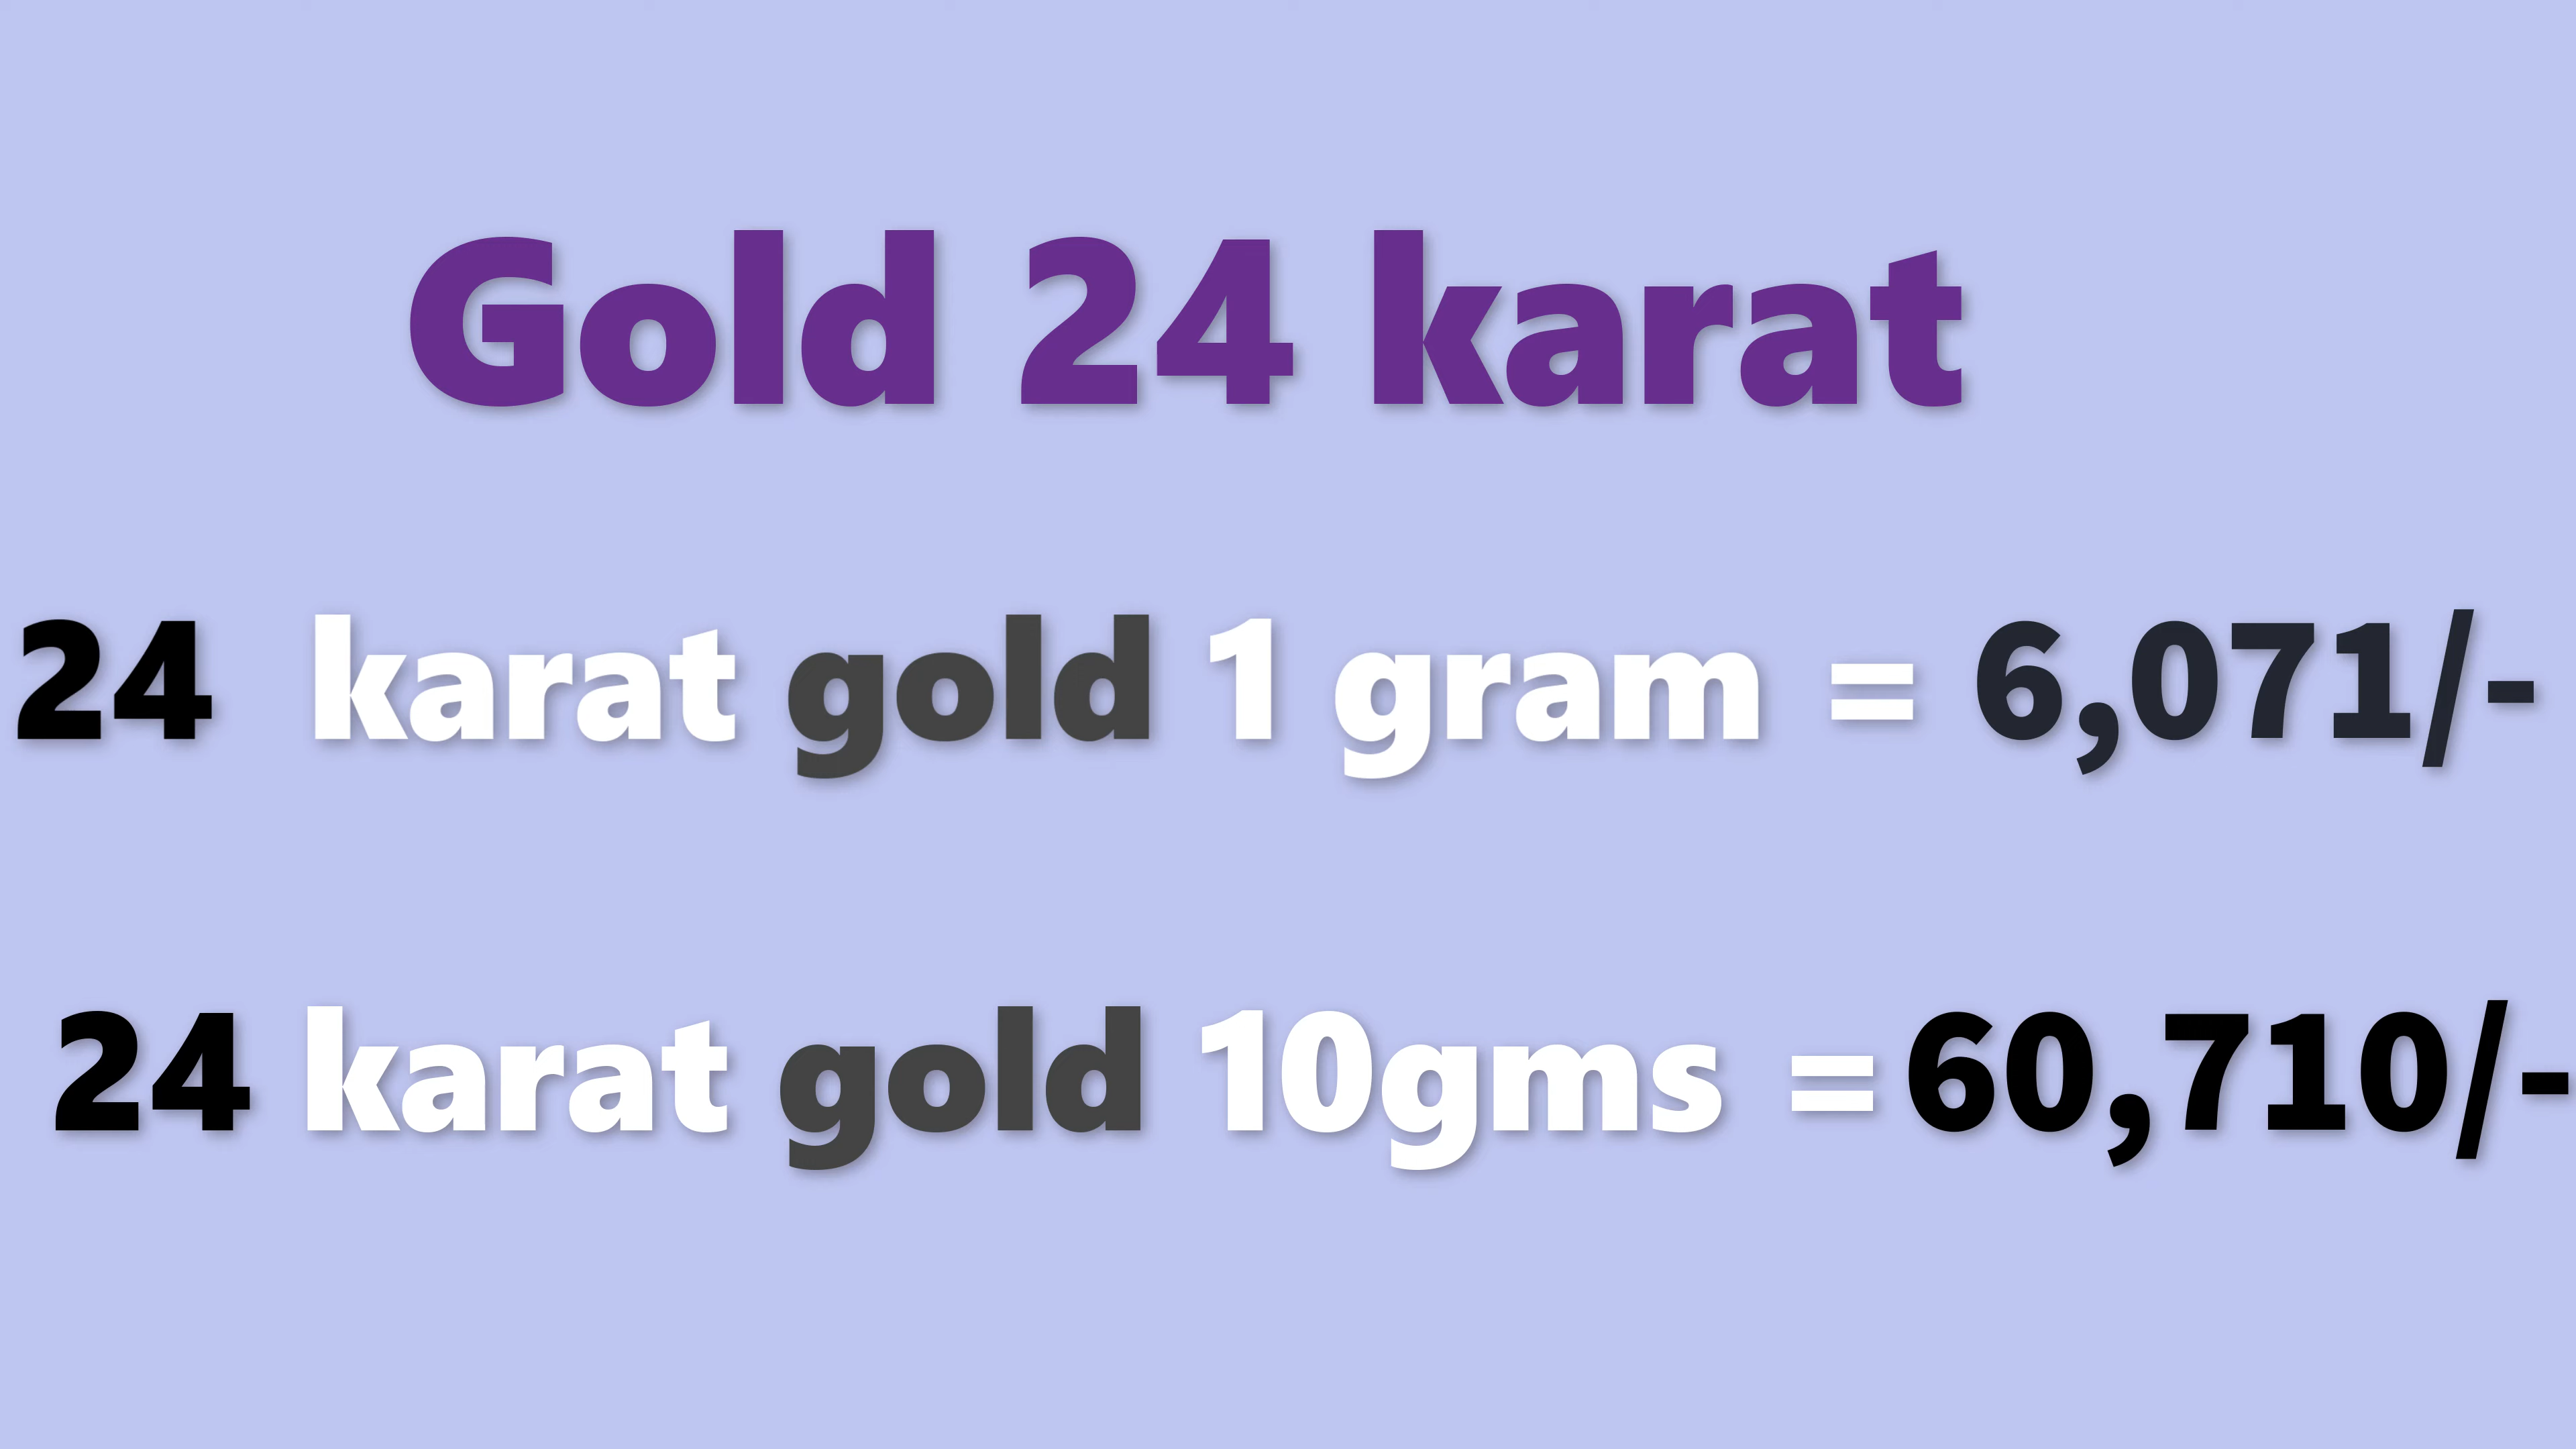 Gold 24 karat
24 karat gold 1 gram = 6,071/-
24 karat gold 10gms =60,710/-